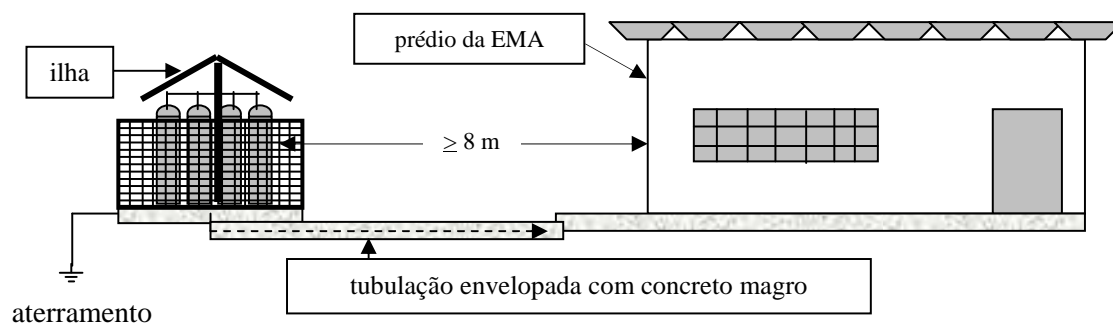 prédio da EMA
ilha
≥ 8 m
tubulação envelopada com concreto magro
aterramento